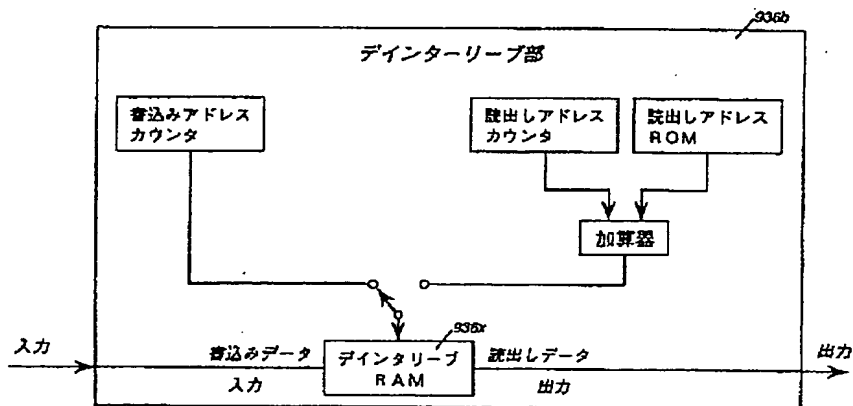 936b
デインターリーブ部
書込みアドレス
カウンタ
読出しアドレス
カウンタ
読出しアドレス
ROM
加算器
936x
入力
書込みデータ
入力
デインタリーブ
RAM
読出しデータ
出力
出力